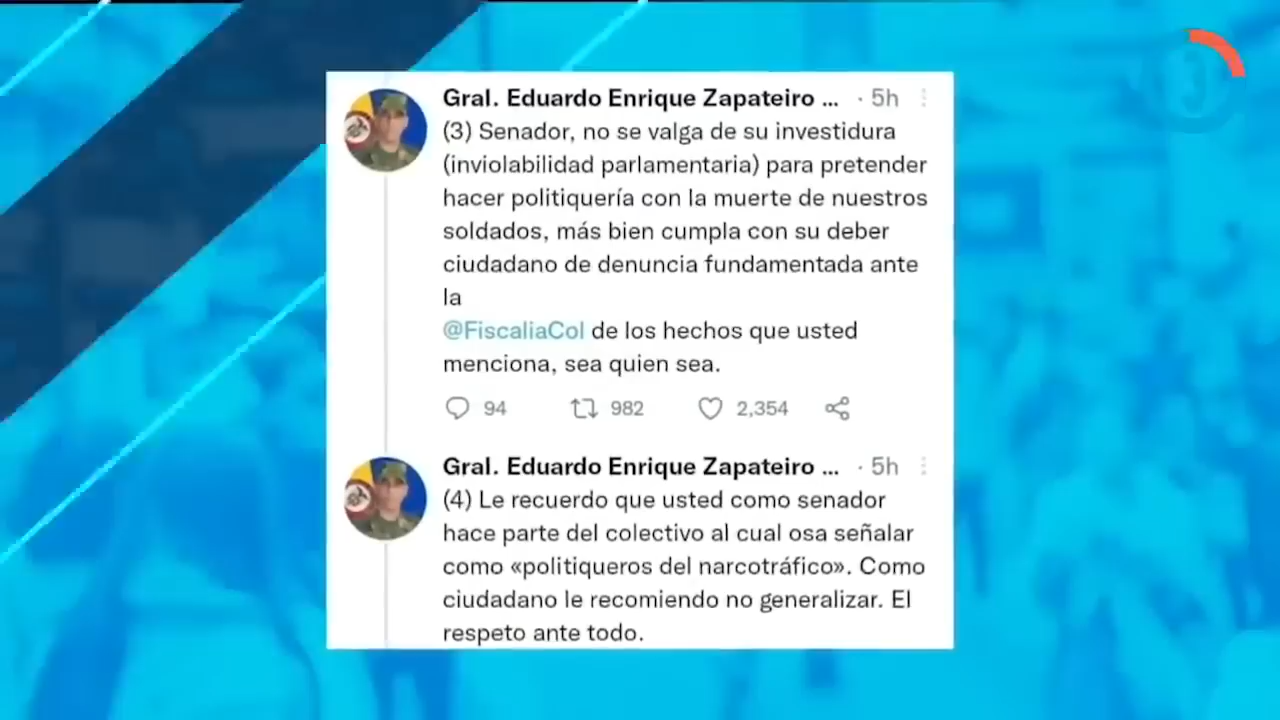 Gral. Eduardo Enrique Zapateiro ... · 5h
(3) Senador, no se valga de su investidura
(inviolabilidad parlamentaria) para pretender
hacer politiquería con la muerte de nuestros
soldados, más bien cumpla con su deber
ciudadano de denuncia fundamentada ante
la
@FiscaliaCol de los hechos que usted
menciona, sea quien sea.
94 982 2,354
Gral. Eduardo Enrique Zapateiro ... · 5h
(4) Le recuerdo que usted como senador
hace parte del colectivo al cual osa señalar
como «politiqueros del narcotráfico». Como
ciudadano le recomiendo no generalizar. El
respeto ante todo.